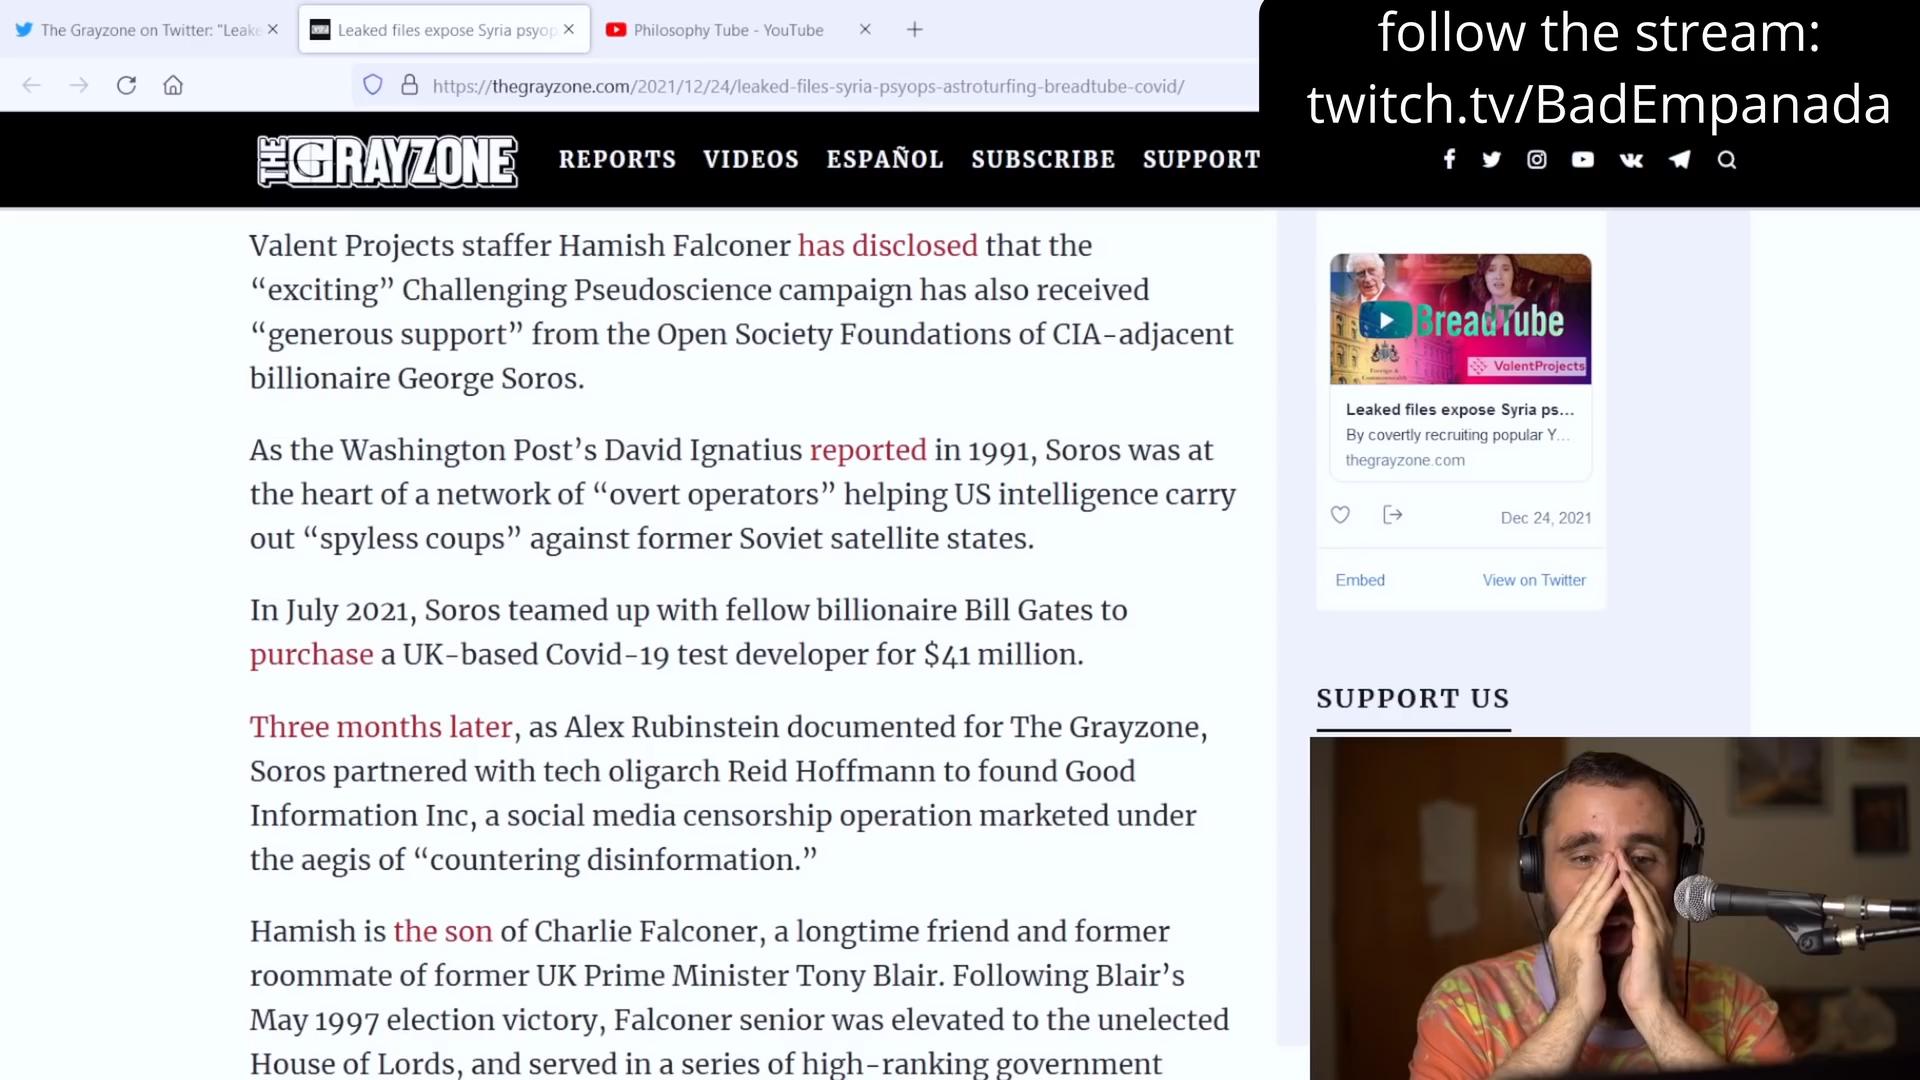 The Grayzone on Twitter: "Leake
Leaked files expose Syria psyop
Philosophy Tube - YouTube
https://thegrayzone.com/2021/12/24/leaked-files-syria-psyops-astroturfing-breadtube-covid/
follow the stream:
twitch.tv/BadEmpanada
THE GRAYZONE
REPORTS VIDEOS ESPAÑOL SUBSCRIBE SUPPORT
Valent Projects staffer Hamish Falconer has disclosed that the
“exciting” Challenging Pseudoscience campaign has also received
“generous support” from the Open Society Foundations of CIA-adjacent
billionaire George Soros.
As the Washington Post’s David Ignatius reported in 1991, Soros was at
the heart of a network of “overt operators” helping US intelligence carry
out “spyless coups” against former Soviet satellite states.
In July 2021, Soros teamed up with fellow billionaire Bill Gates to
purchase a UK-based Covid-19 test developer for $41 million.
Three months later, as Alex Rubinstein documented for The Grayzone,
Soros partnered with tech oligarch Reid Hoffmann to found Good
Information Inc, a social media censorship operation marketed under
the aegis of “countering disinformation.”
Hamish is the son of Charlie Falconer, a longtime friend and former
roommate of former UK Prime Minister Tony Blair. Following Blair’s
May 1997 election victory, Falconer senior was elevated to the unelected
House of Lords, and served in a series of high-ranking government
BreadTube
Foreign &
Commonwealth
ValentProjects
Leaked files expose Syria ps...
By covertly recruiting popular Y...
thegrayzone.com
Dec 24, 2021
Embed
View on Twitter
SUPPORT US